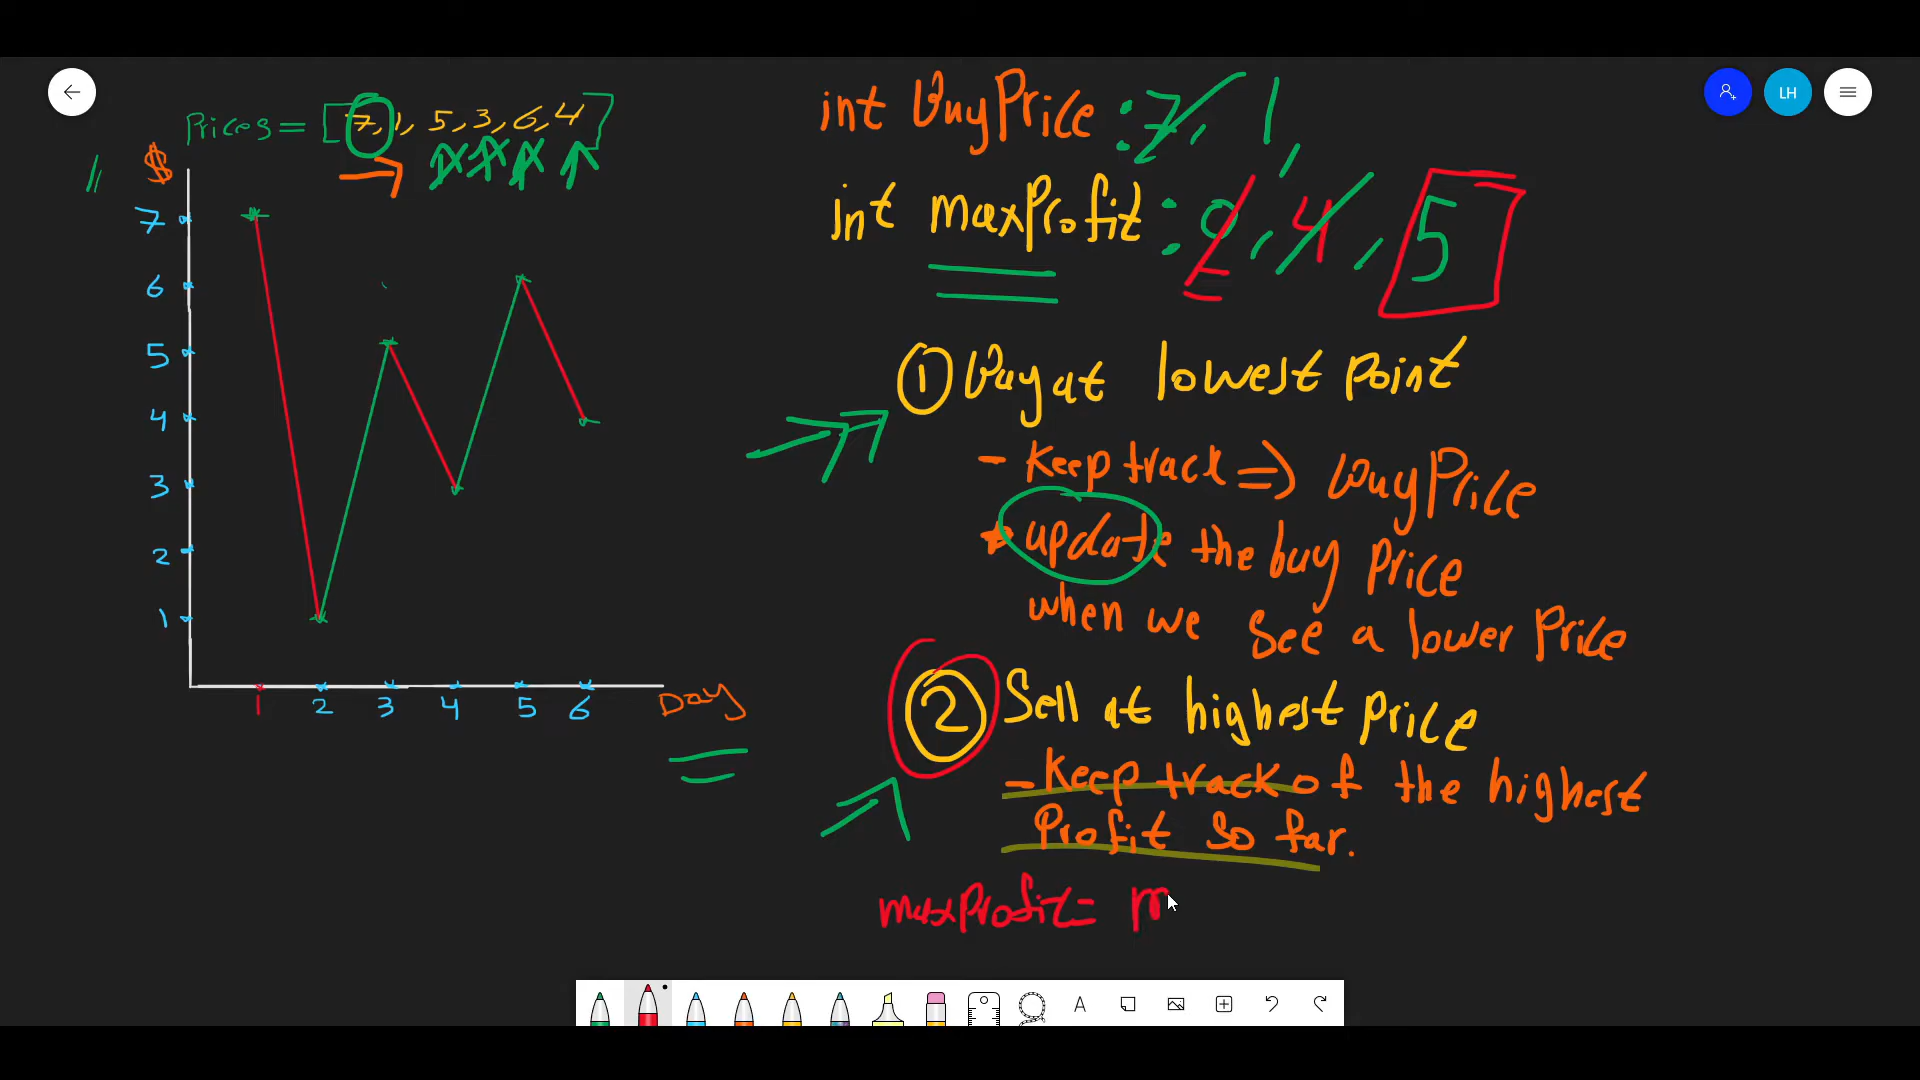 Prices = [7, 1, 5, 3, 6, 4]
$
7
6
5
4
3
2
1
1 2 3 4 5 6 Day
int BuyPrice : 7, 1,
int maxProfit : 0, 4, 5
① Buy at lowest point
- Keep track => buyPrice
update the buy Price
when we see a lower Price
② Sell at highest price
- Keep track of the highest
Profit so far.
maxProfit = m
LH
A